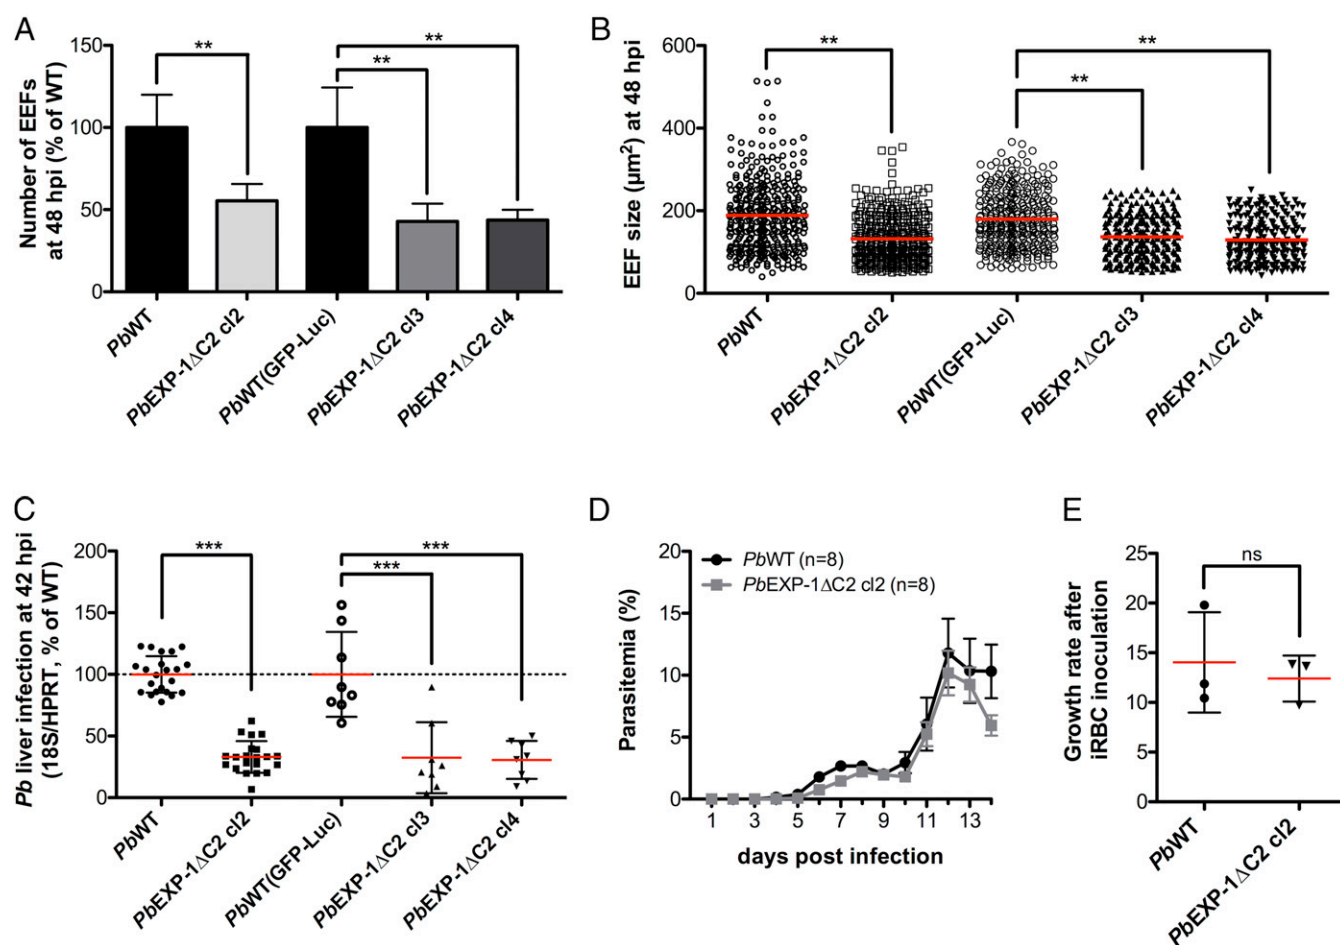 A
Number of EEFs
at 48 hpi (% of WT)
150
100
50
0
**
**
**
PbWT
PbEXP-1ΔC2 cl2
PbWT(GFP-Luc)
PbEXP-1ΔC2 cl3
PbEXP-1ΔC2 cl4
B
EEF size (µm²) at 48 hpi
600
400
200
0
**
**
**
PbWT
PbEXP-1ΔC2 cl2
PbWT(GFP-Luc)
PbEXP-1ΔC2 cl3
PbEXP-1ΔC2 cl4
C
Pb liver infection at 42 hpi
(18S/HPRT, % of WT)
200
150
100
50
0
***
***
***
PbWT
PbEXP-1ΔC2 cl2
PbWT(GFP-Luc)
PbEXP-1ΔC2 cl3
PbEXP-1ΔC2 cl4
D
Parasitemia (%)
20
15
10
5
0
PbWT (n=8)
PbEXP-1ΔC2 cl2 (n=8)
1 3 5 7 9 11 13
days post infection
E
Growth rate after
iRBC inoculation
25
20
15
10
5
0
ns
PbWT
PbEXP-1ΔC2 cl2